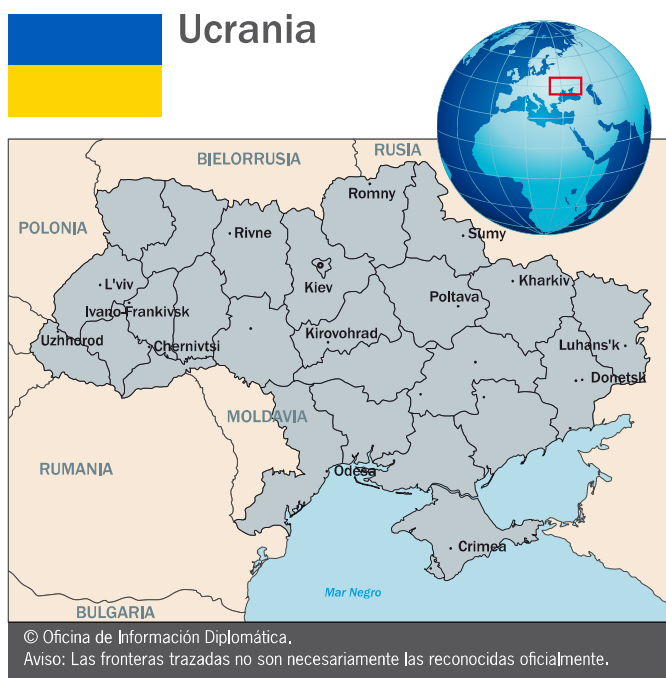 Ucrania
BIELORRUSIA
RUSIA
POLONIA
Romny
Rivne
Sumy
L'viv
Kiev
Kharkiv
Poltava
Ivano-Frankivsk
Uzhhorod
Chernivtsi
Kirovohrad
Luhans'k
Donetsk
MOLDAVIA
RUMANIA
Odesa
Crimea
Mar Negro
BULGARIA
© Oficina de Información Diplomática.
Aviso: Las fronteras trazadas no son necesariamente las reconocidas oficialmente.